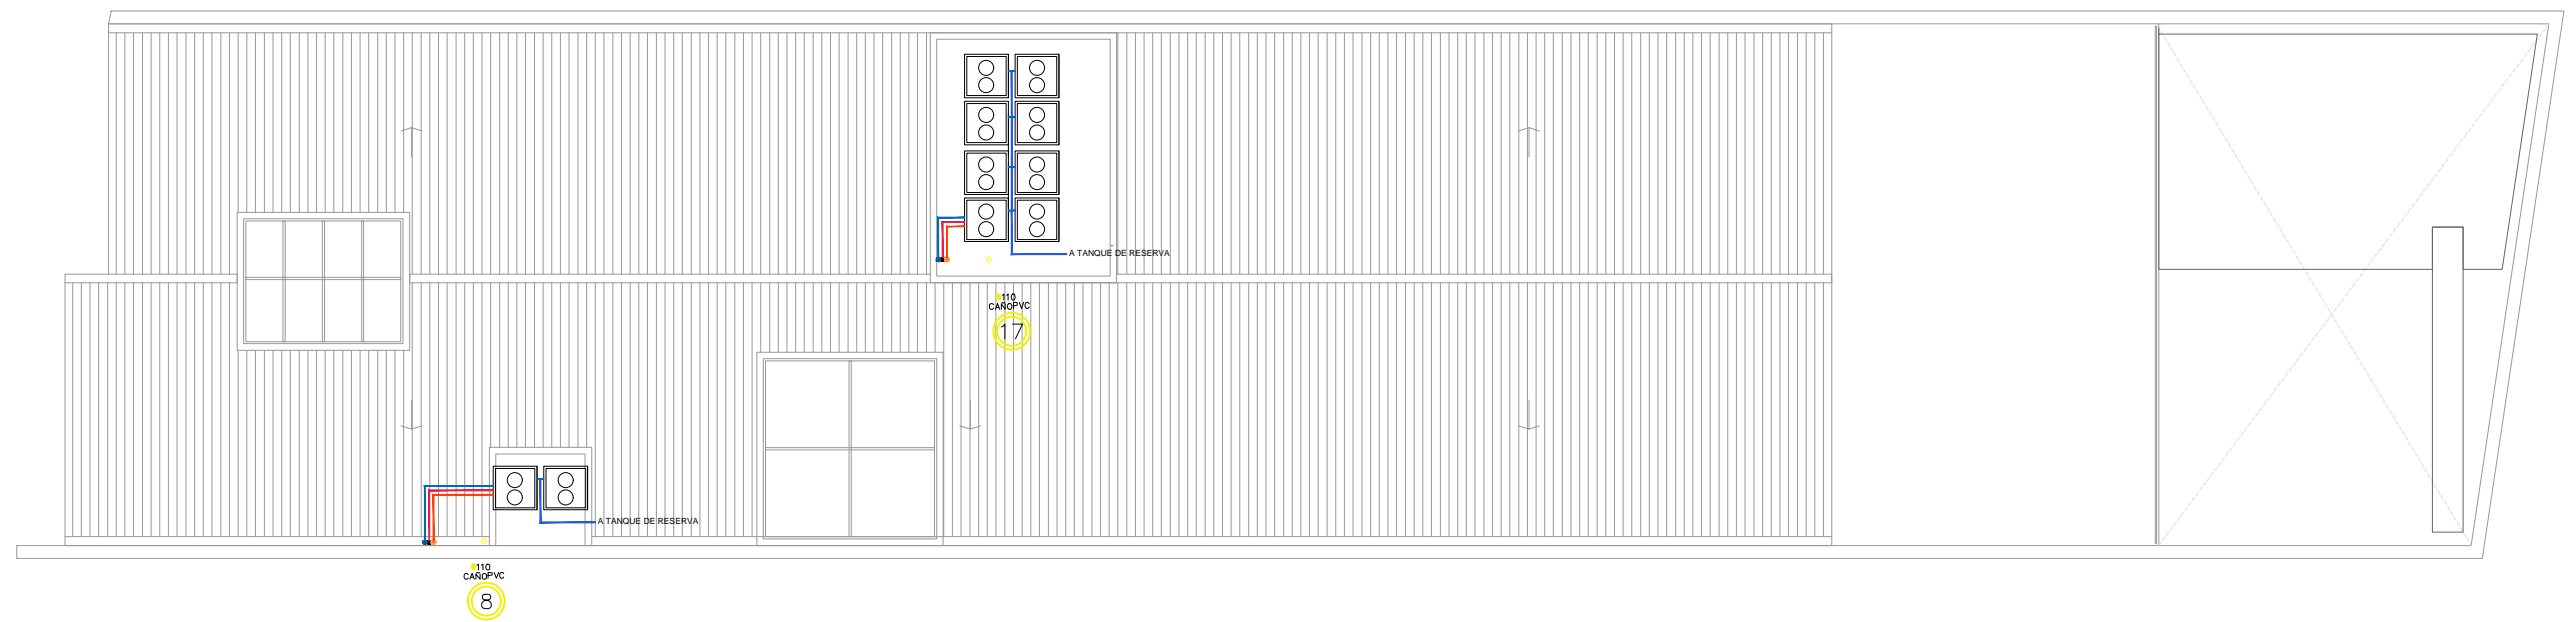 A TANQUE DE RESERVA
110
CAÑO PVC
17
A TANQUE DE RESERVA
110
CAÑO PVC
8